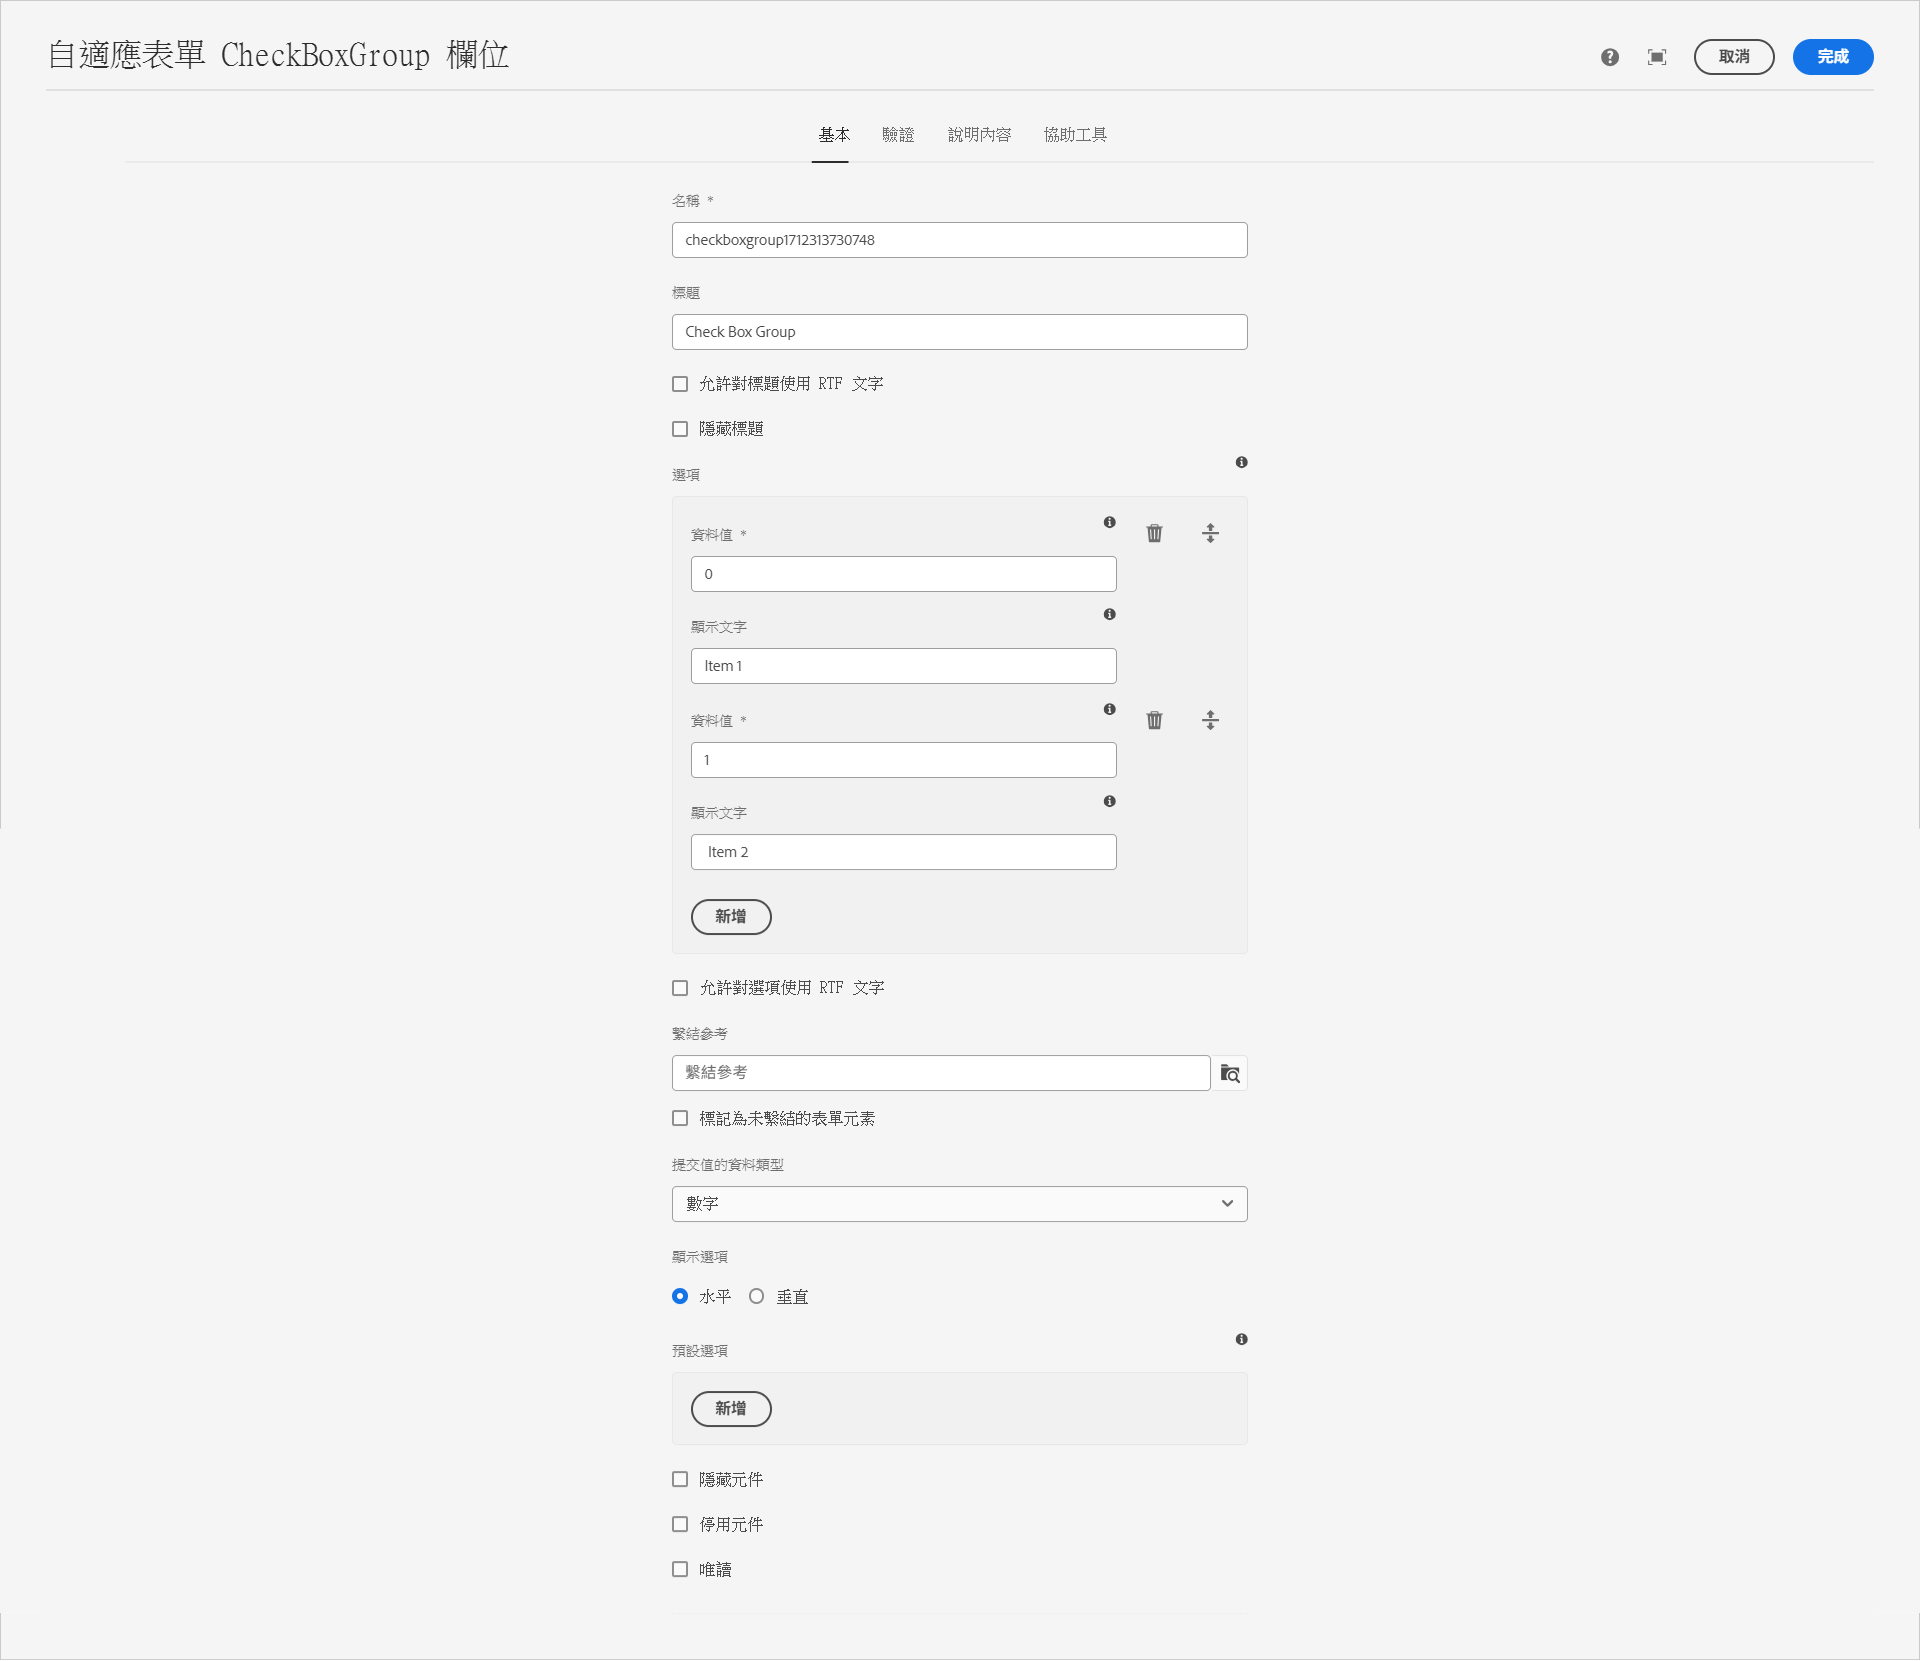 自適應表單 CheckBoxGroup 欄位
取消
完成
基本 驗證 說明內容 協助工具
名稱 *
checkboxgroup1712313730748
標題
Check Box Group
允許對標題使用 RTF 文字
隱藏標題
選項
資料值 *
0
顯示文字
Item 1
資料值 *
1
顯示文字
Item 2
新增
允許對選項使用 RTF 文字
繫結參考
繫結參考
標記為未繫結的表單元素
提交值的資料類型
數字
顯示選項
水平 垂直
預設選項
新增
隱藏元件
停用元件
唯讀